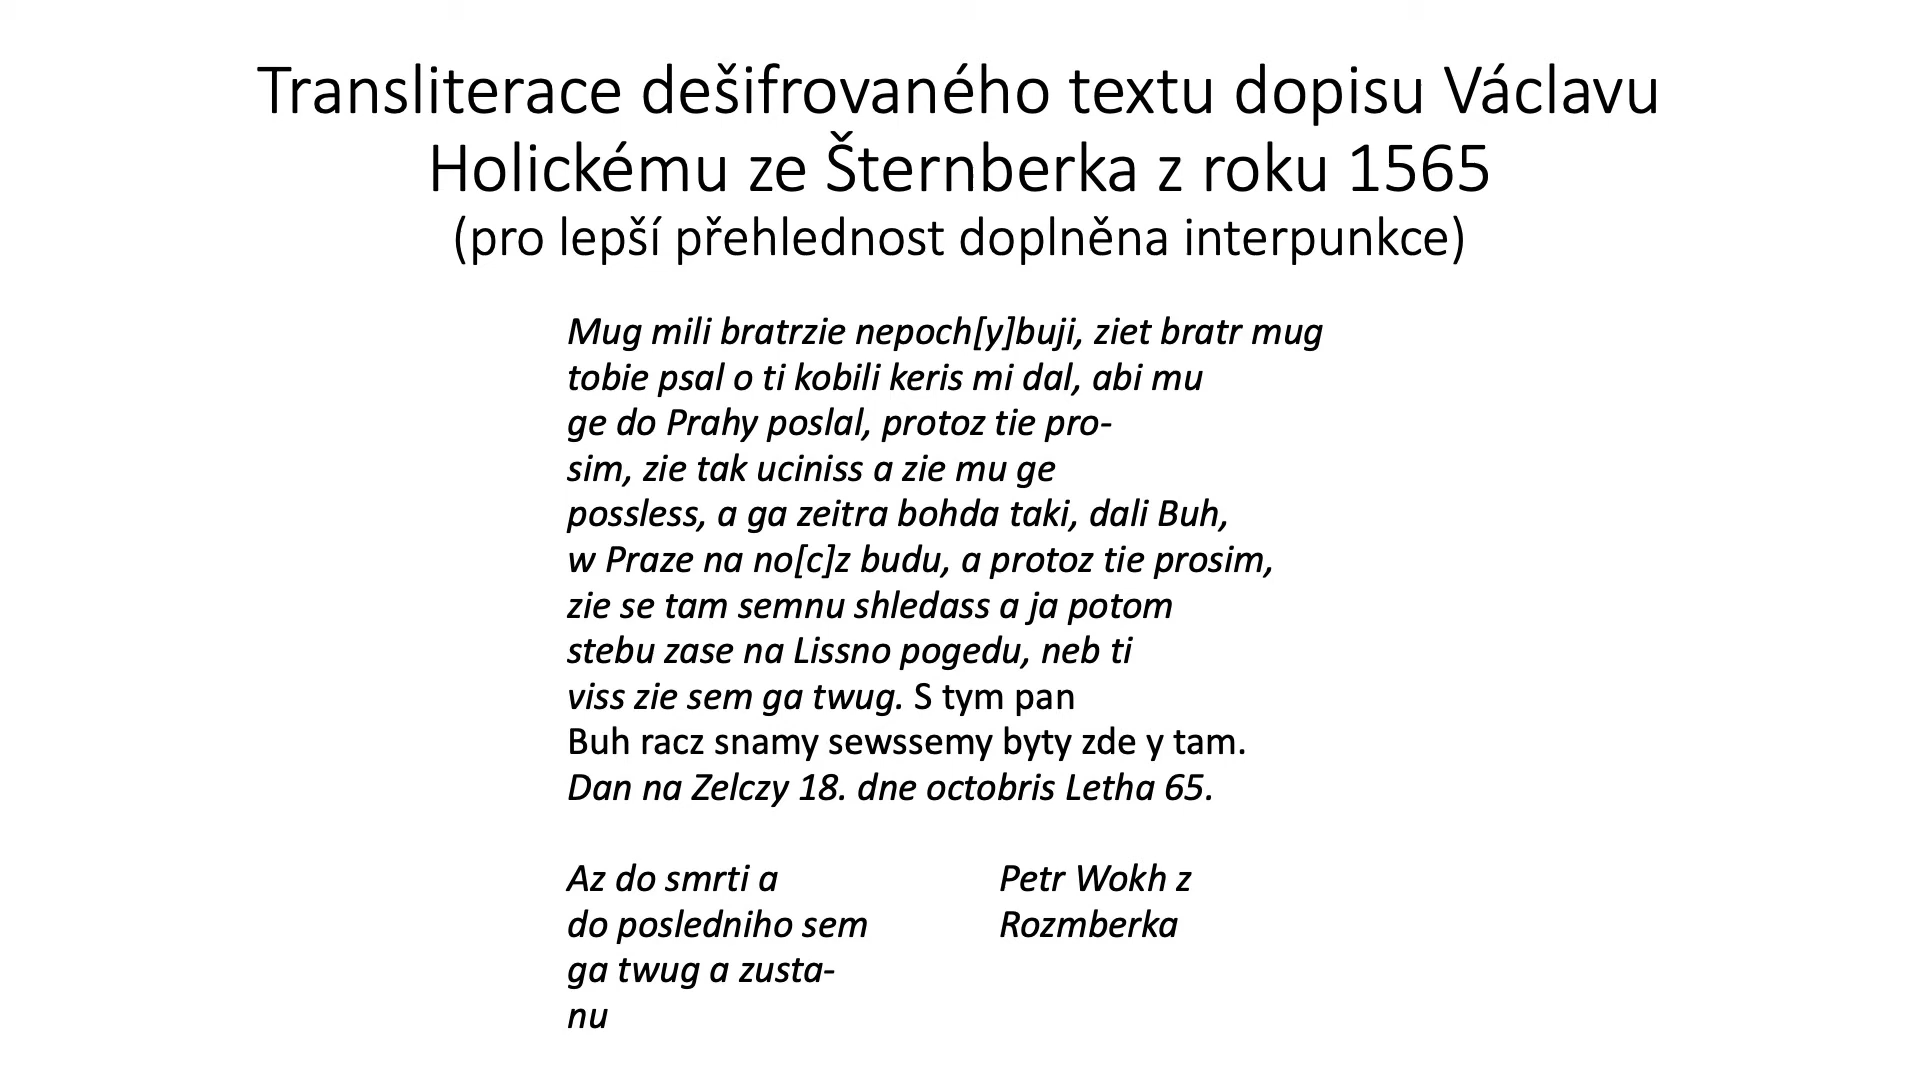 Transliterace dešifrovaného textu dopisu Václavu
Holickému ze Šternberka z roku 1565
(pro lepší přehlednost doplněna interpunkce)
Mug mili bratrzie nepoch[y]buji, ziet bratr mug
tobie psal o ti kobili keris mi dal, abi mu
ge do Prahy poslal, protoz tie pro-
sim, zie tak uciniss a zie mu ge
possless, a ga zeitra bohda taki, dali Buh,
w Praze na no[c]z budu, a protoz tie prosim,
zie se tam semnu shledass a ja potom
stebu zase na Lissno pogedu, neb ti
viss zie sem ga twug. S tym pan
Buh racz snamy sewssemy byty zde y tam.
Dan na Zelczy 18. dne octobris Letha 65.
Az do smrti a
do posledniho sem
ga twug a zusta-
nu
Petr Wokh z
Rozmberka